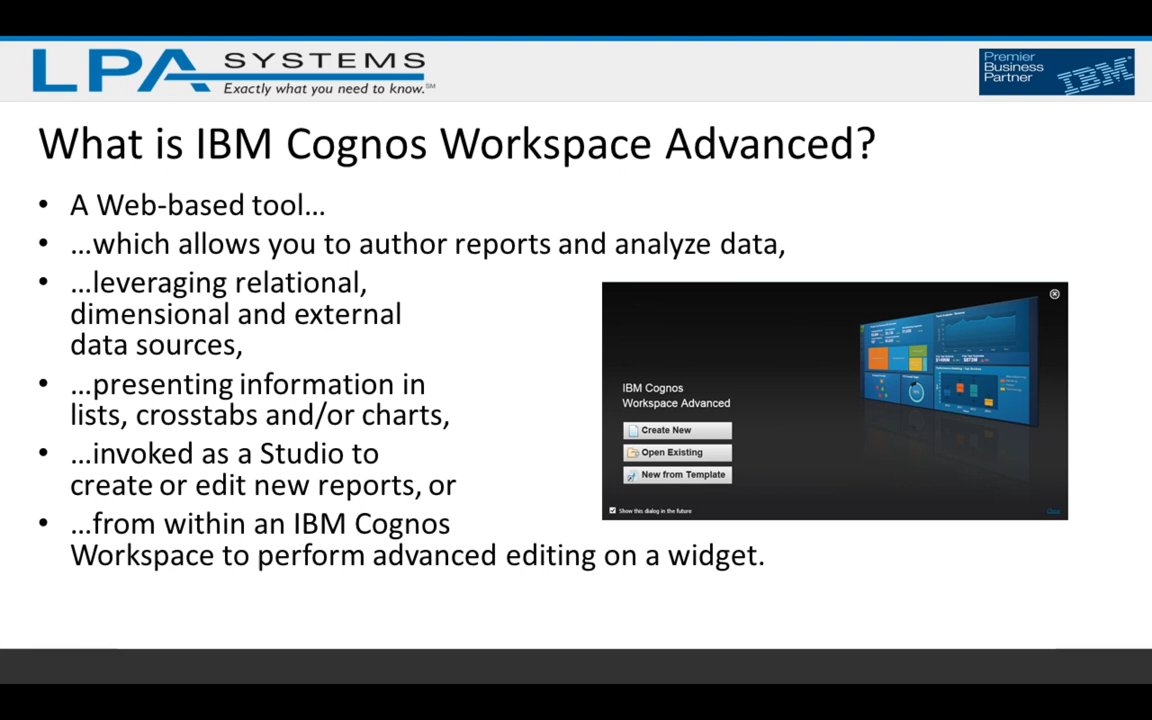 LPA SYSTEMS
Exactly what you need to know.℠
Premier
Business
Partner
IBM
What is IBM Cognos Workspace Advanced?
• A Web-based tool…
• …which allows you to author reports and analyze data,
• …leveraging relational,
dimensional and external
data sources,
• …presenting information in
lists, crosstabs and/or charts,
• …invoked as a Studio to
create or edit new reports, or
• …from within an IBM Cognos
Workspace to perform advanced editing on a widget.
IBM Cognos
Workspace Advanced
Create New
Open Existing
New from Template
Show this dialog in the future
Close